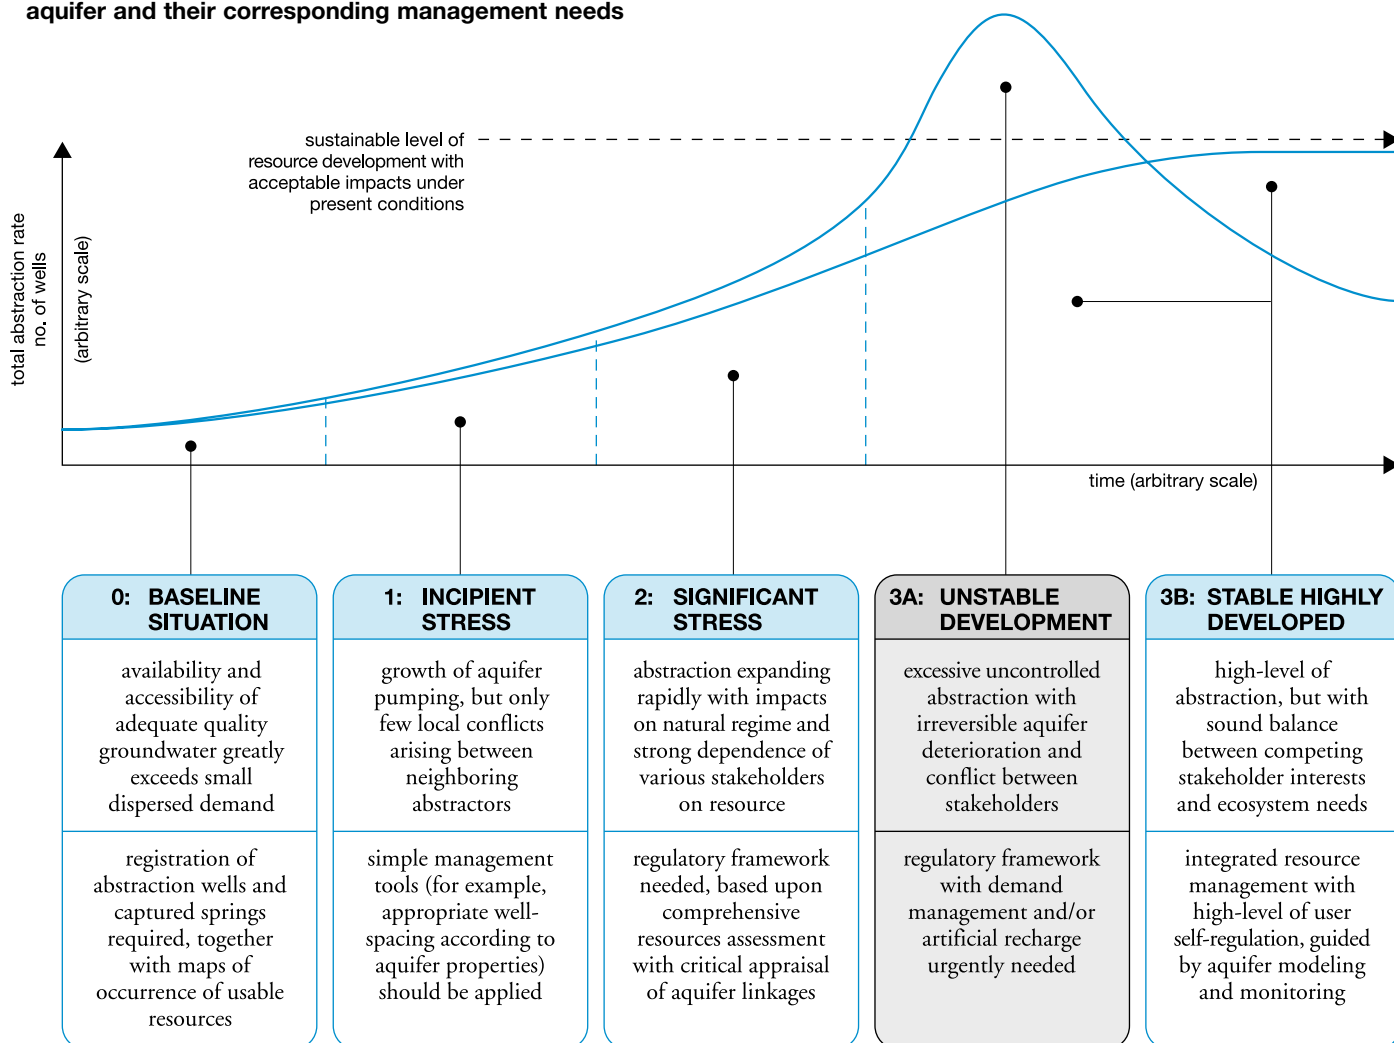 aquifer and their corresponding management needs
sustainable level of
resource development with
acceptable impacts under
present conditions
total abstraction rate
no. of wells
(arbitrary scale)
time (arbitrary scale)
0: BASELINE
SITUATION
availability and
accessibility of
adequate quality
groundwater greatly
exceeds small
dispersed demand
registration of
abstraction wells and
captured springs
required, together
with maps of
occurrence of usable
resources
1: INCIPIENT
STRESS
growth of aquifer
pumping, but only
few local conflicts
arising between
neighboring
abstractors
simple management
tools (for example,
appropriate well-
spacing according to
aquifer properties)
should be applied
2: SIGNIFICANT
STRESS
abstraction expanding
rapidly with impacts
on natural regime and
strong dependence of
various stakeholders
on resource
regulatory framework
needed, based upon
comprehensive
resources assessment
with critical appraisal
of aquifer linkages
3A: UNSTABLE
DEVELOPMENT
excessive uncontrolled
abstraction with
irreversible aquifer
deterioration and
conflict between
stakeholders
regulatory framework
with demand
management and/or
artificial recharge
urgently needed
3B: STABLE HIGHLY
DEVELOPED
high-level of
abstraction, but with
sound balance
between competing
stakeholder interests
and ecosystem needs
integrated resource
management with
high-level of user
self-regulation, guided
by aquifer modeling
and monitoring